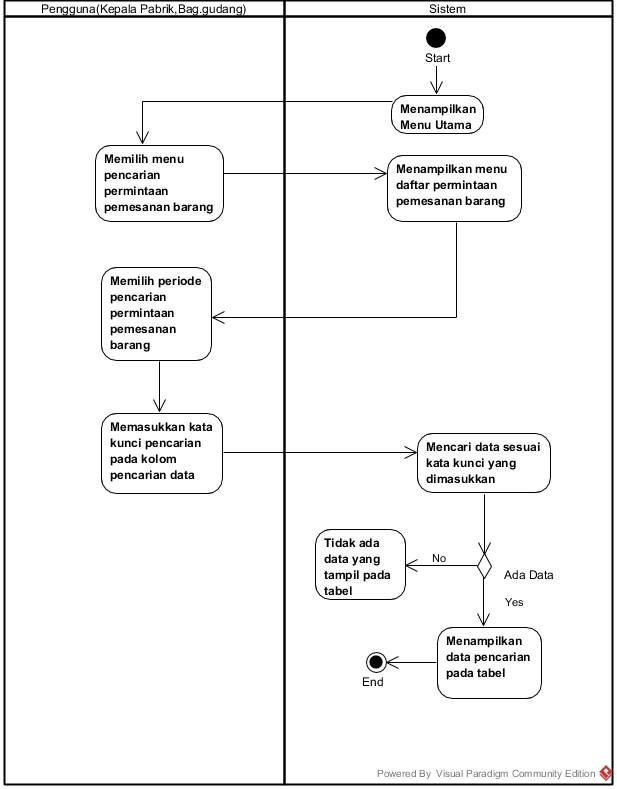 Pengguna(Kepala Pabrik,Bag.gudang)
Sistem
Start
Menampilkan
Menu Utama
Memilih menu
pencarian
permintaan
pemesanan barang
Menampilkan menu
daftar permintaan
pemesanan barang
Memilih periode
pencarian
permintaan
pemesanan
barang
Memasukkan kata
kunci pencarian
pada kolom
pencarian data
Mencari data sesuai
kata kunci yang
dimasukkan
Tidak ada
data yang
tampil pada
tabel
No
Ada Data
Yes
Menampilkan
data pencarian
pada tabel
End
Powered By Visual Paradigm Community Edition